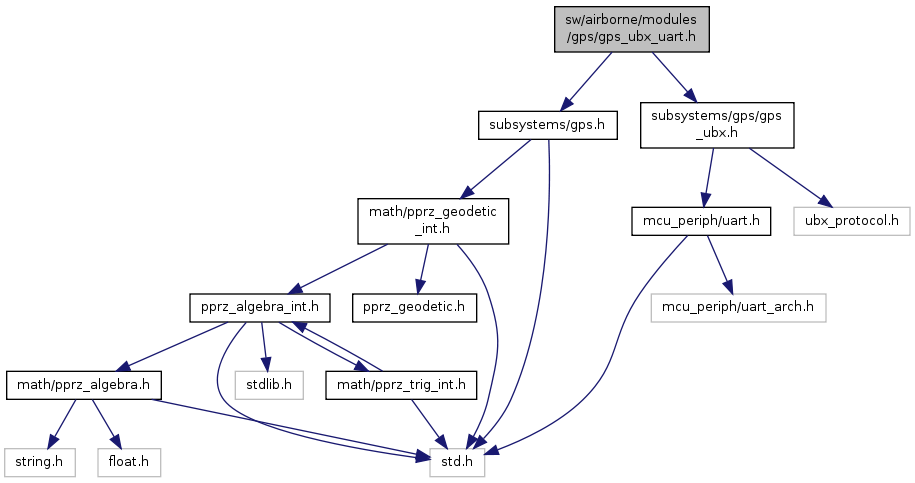 sw/airborne/modules
/gps/gps_ubx_uart.h
subsystems/gps.h
subsystems/gps/gps
_ubx.h
math/pprz_geodetic
_int.h
mcu_periph/uart.h
ubx_protocol.h
pprz_algebra_int.h
pprz_geodetic.h
mcu_periph/uart_arch.h
math/pprz_algebra.h
stdlib.h
math/pprz_trig_int.h
string.h
float.h
std.h